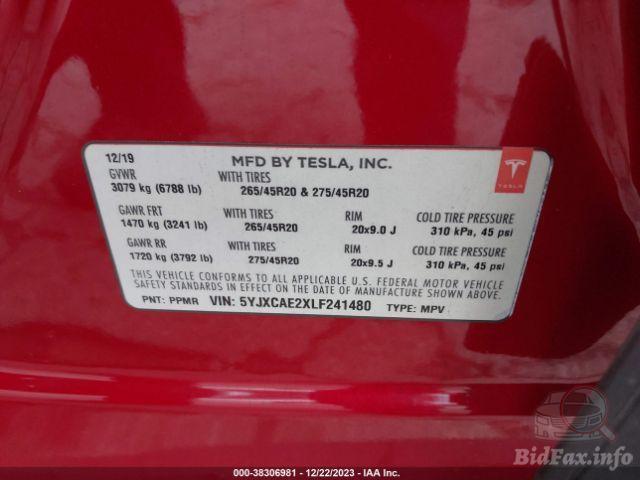 12/19 MFD BY TESLA, INC.
GVWR WITH TIRES
3079 kg (6788 lb) 265/45R20 & 275/45R20
GAWR FRT WITH TIRES RIM COLD TIRE PRESSURE
1470 kg (3241 lb) 265/45R20 20x9.0 J 310 kPa, 45 psi
GAWR RR WITH TIRES RIM COLD TIRE PRESSURE
1720 kg (3792 lb) 275/45R20 20x9.5 J 310 kPa, 45 psi
THIS VEHICLE CONFORMS TO ALL APPLICABLE U.S. FEDERAL MOTOR VEHICLE
SAFETY STANDARDS IN EFFECT ON THE DATE OF MANUFACTURE SHOWN ABOVE.
PNT: PPMR VIN: 5YJXCAE2XLF241480 TYPE: MPV
TESLA
BidFax.info
000-38306981 - 12/22/2023 - IAA Inc.